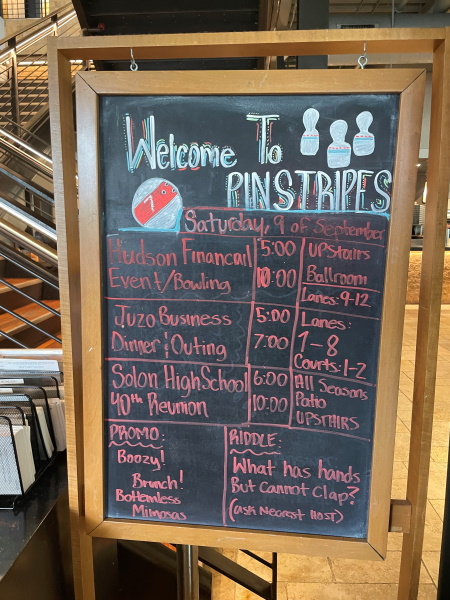 Welcome To
PINSTRIPES
7
Saturday, 9 of September
Hudson Financail 5:00 upstairs
Event/Bowling 10:00 Ballroom
Lanes: 9-12
Juzo Business 5:00 Lanes:
Dinner & Outing 7:00 1-8
Courts: 1-2
Solon High School 6:00 All Seasons
40th Reunion 10:00 Patio
UPSTAIRS
PROMO:
Boozy!
Brunch!
Bottemless
Mimosas
RIDDLE:
What has hands
But cannot clap?
(ask Nearest Host)